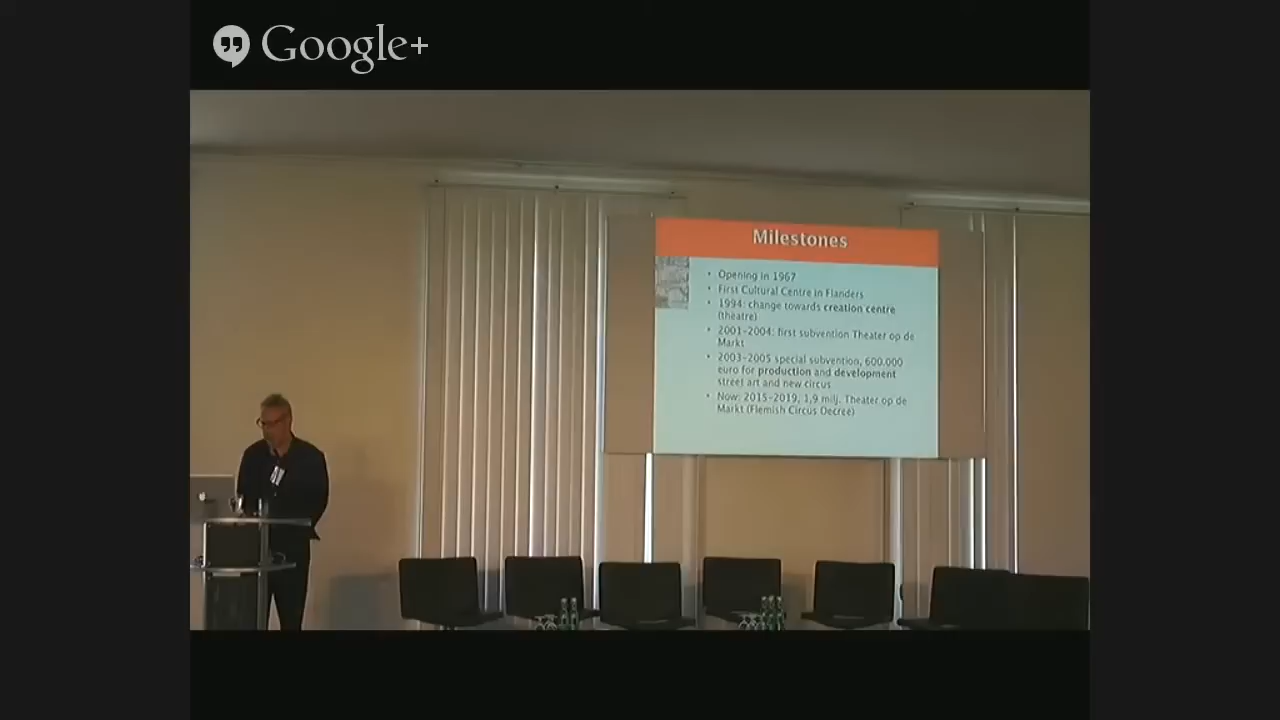 Google+
Milestones
• Opening in 1967
• First Cultural Centre in Flanders
• 1994: change towards creation centre
(theatre)
• 2001-2004: first subvention Theater op de
Markt
• 2003-2005 special subvention, 600.000
euro for production and development
street art and new circus
• Now: 2015-2019, 1,9 milj. Theater op de
Markt (Flemish Circus Decree)